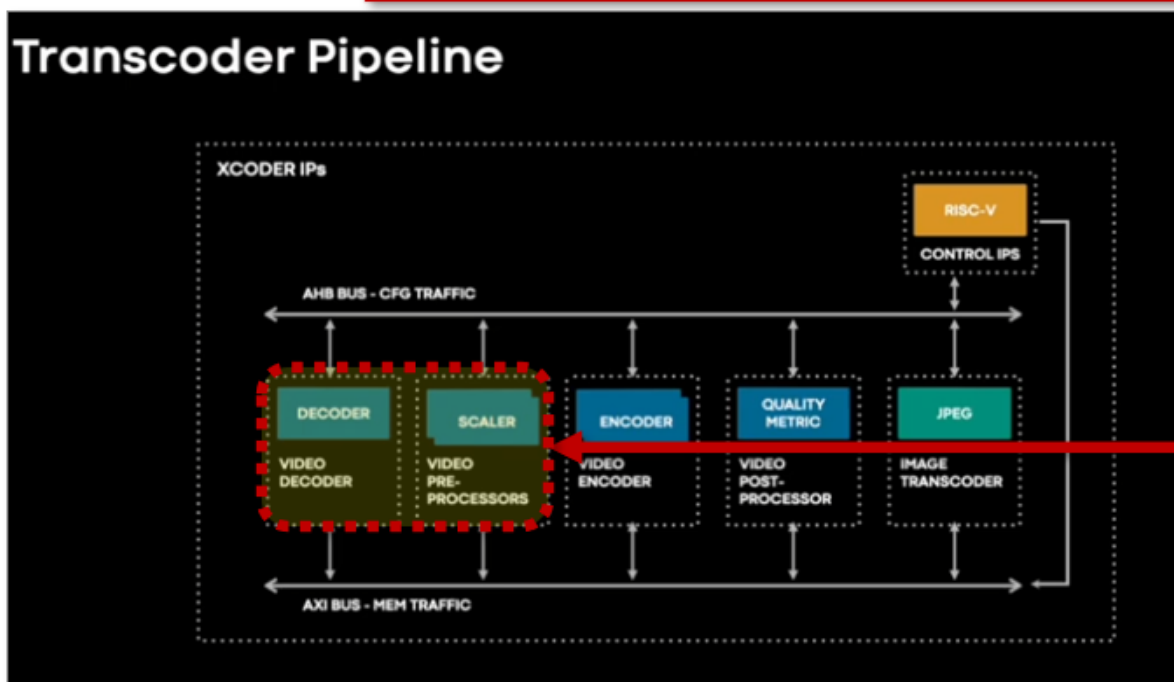 Transcoder Pipeline
XCODER IPs
RISC-V
CONTROL IPS
AHB BUS - CFG TRAFFIC
DECODER
VIDEO
DECODER
SCALER
VIDEO
PRE-
PROCESSORS
ENCODER
VIDEO
ENCODER
QUALITY
METRIC
VIDEO
POST-
PROCESSOR
JPEG
IMAGE
TRANSCODER
AXI BUS - MEM TRAFFIC